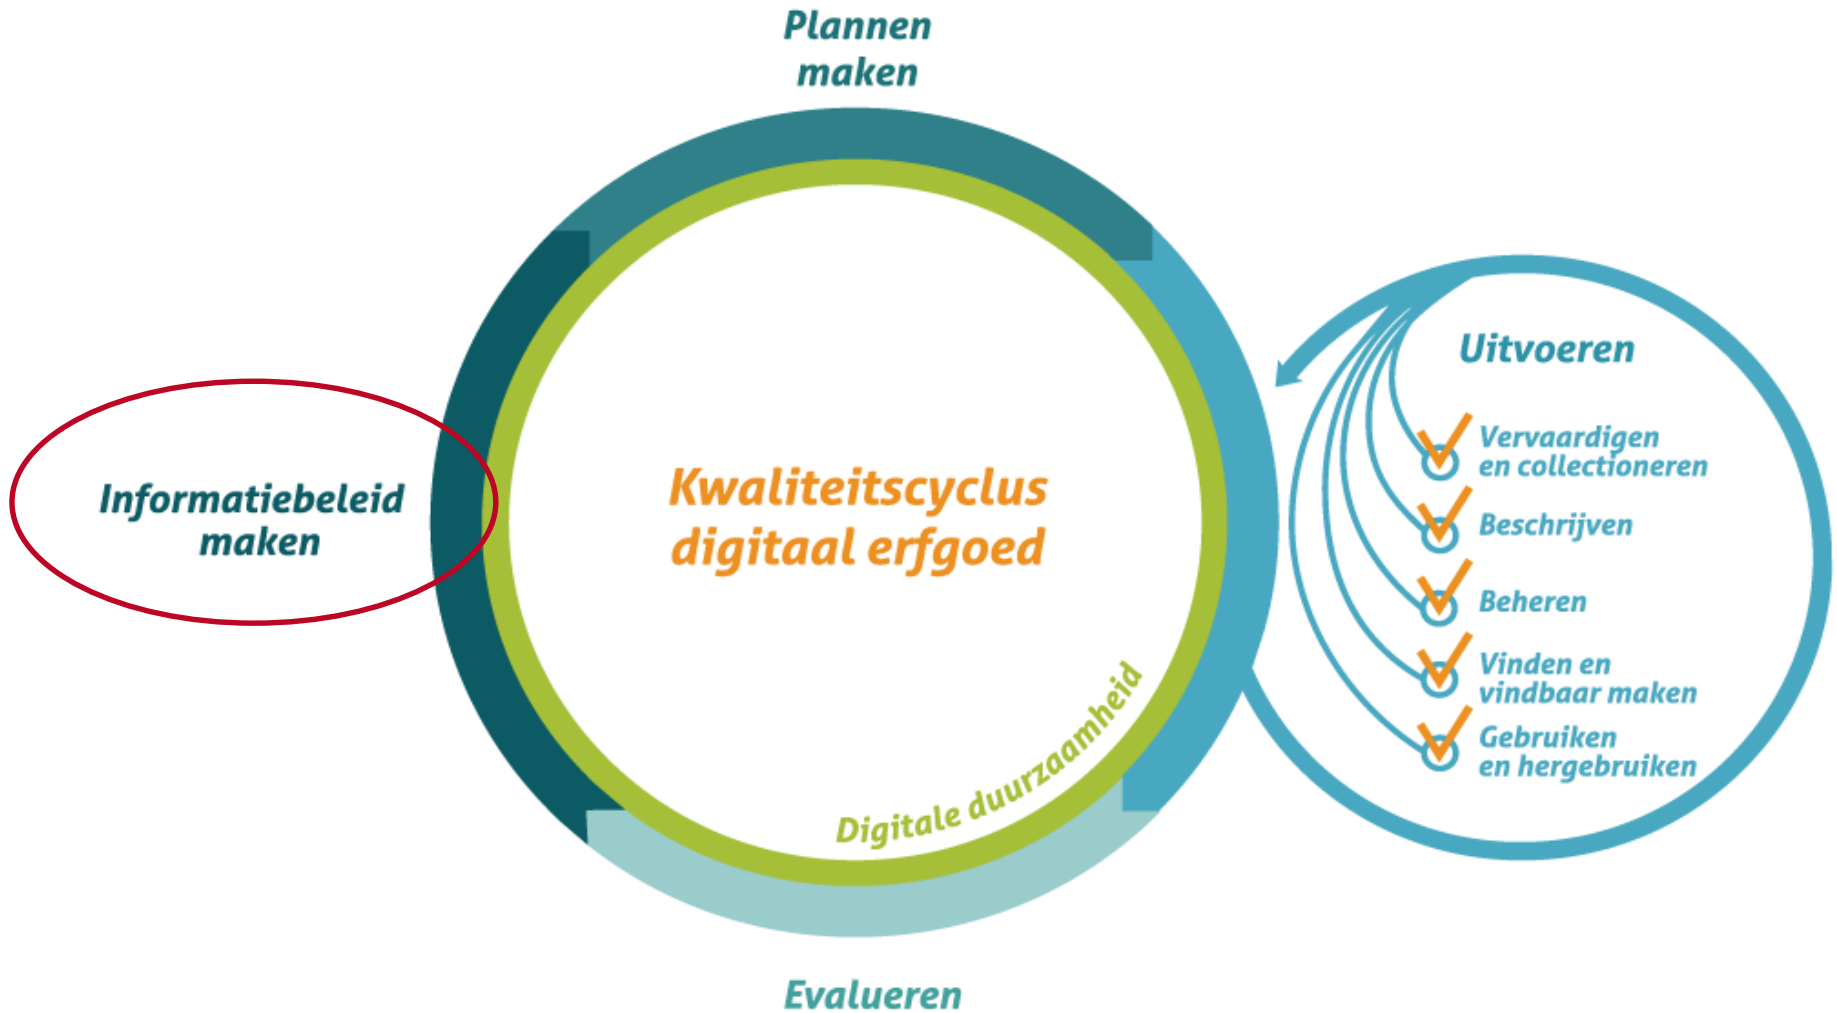 Plannen
maken
Informatiebeleid
maken
Kwaliteitscyclus
digitaal erfgoed
Digitale duurzaamheid
Uitvoeren
Vervaardigen
en collectioneren
Beschrijven
Beheren
Vinden en
vindbaar maken
Gebruiken
en hergebruiken
Evalueren